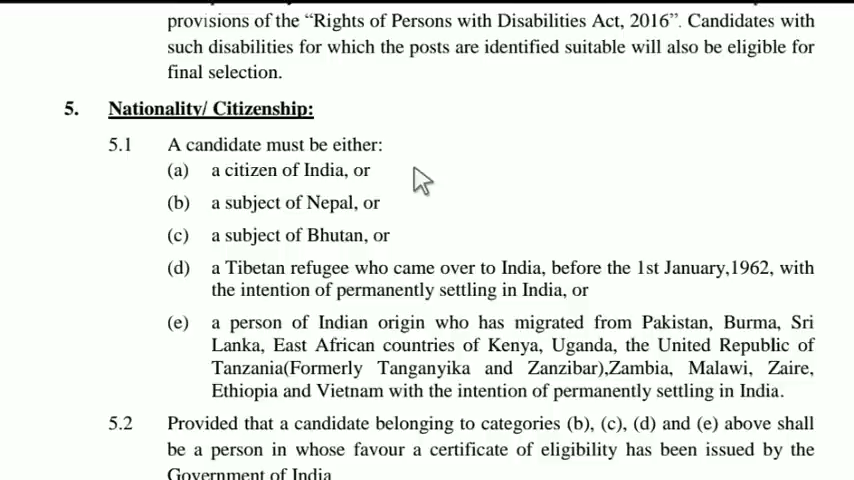 provisions of the “Rights of Persons with Disabilities Act, 2016”. Candidates with
such disabilities for which the posts are identified suitable will also be eligible for
final selection.
5. Nationality/ Citizenship:
5.1 A candidate must be either:
(a) a citizen of India, or
(b) a subject of Nepal, or
(c) a subject of Bhutan, or
(d) a Tibetan refugee who came over to India, before the 1st January,1962, with
the intention of permanently settling in India, or
(e) a person of Indian origin who has migrated from Pakistan, Burma, Sri
Lanka, East African countries of Kenya, Uganda, the United Republic of
Tanzania(Formerly Tanganyika and Zanzibar),Zambia, Malawi, Zaire,
Ethiopia and Vietnam with the intention of permanently settling in India.
5.2 Provided that a candidate belonging to categories (b), (c), (d) and (e) above shall
be a person in whose favour a certificate of eligibility has been issued by the
Government of India